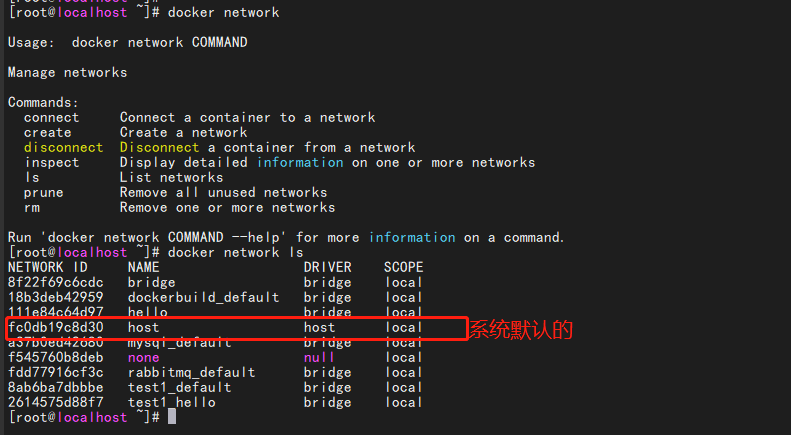 [root@localhost ~]# docker network
Usage:  docker network COMMAND
Manage networks
Commands:
  connect     Connect a container to a network
  create      Create a network
  disconnect  Disconnect a container from a network
  inspect     Display detailed information on one or more networks
  ls          List networks
  prune       Remove all unused networks
  rm          Remove one or more networks
Run 'docker network COMMAND --help' for more information on a command.
[root@localhost ~]# docker network ls
NETWORK ID     NAME                  DRIVER    SCOPE
8f22f69c6cdc   bridge                bridge    local
18b3deb42959   dockerbuild_default   bridge    local
111e84c64d97   hello                 bridge    local
fc0db19c8d30   host                  host      local 系统默认的
mysql_default         bridge    local
f545760b8deb   none                  null      local
fdd77916cf3c   rabbitmq_default      bridge    local
8ab6ba7dbbbe   test1_default         bridge    local
2614575d88f7   test1_hello           bridge    local
[root@localhost ~]#